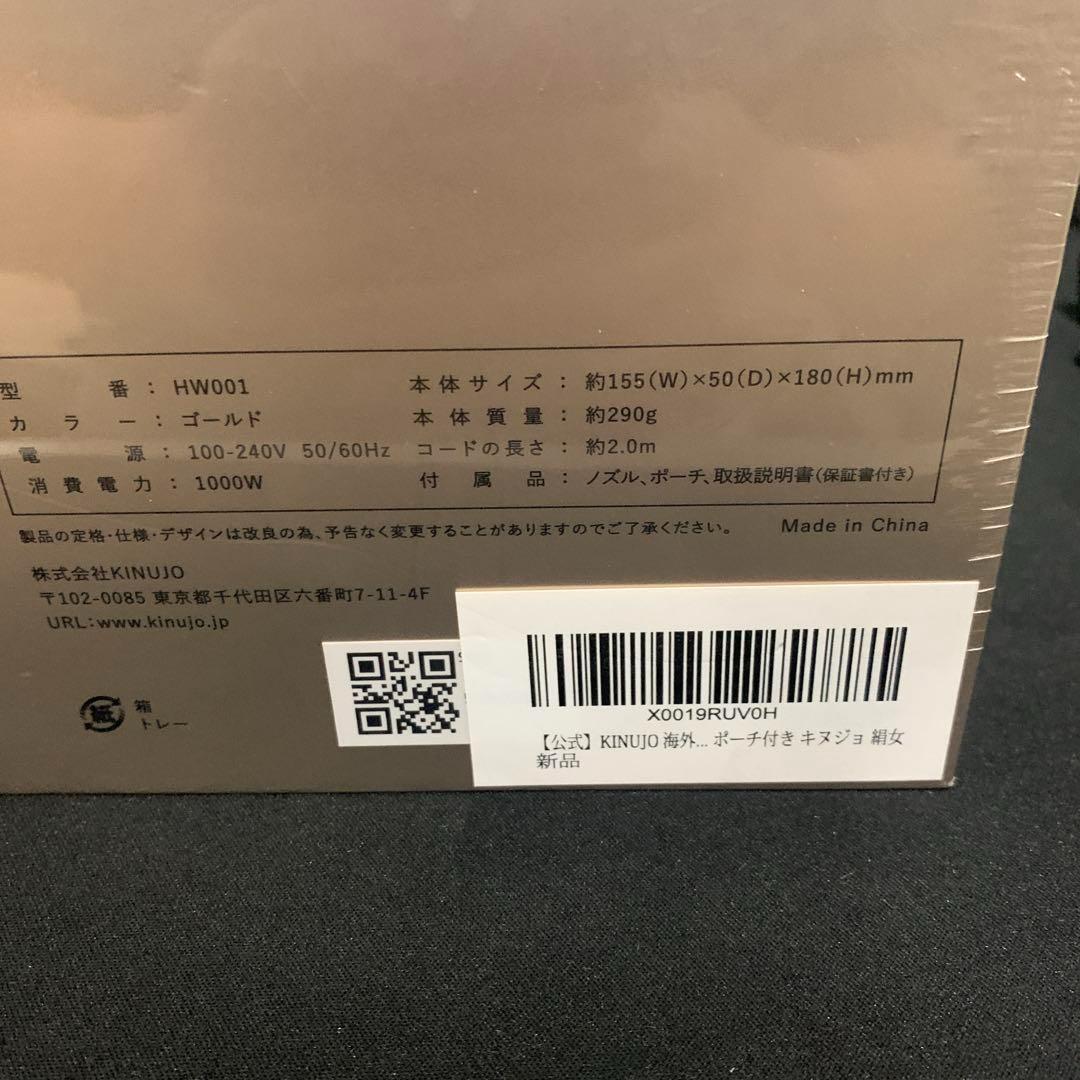 型番：HW001
カラー：ゴールド
電源：100-240V 50/60Hz
消費電力：1000W
本体サイズ：約155(W)×50(D)×180(H)mm
本体質量：約290g
コードの長さ：約2.0m
付属品：ノズル、ポーチ、取扱説明書(保証書付き)
製品の定格・仕様・デザインは改良の為、予告なく変更することがありますのでご了承ください。
Made in China
株式会社KINUJO
〒102-0085 東京都千代田区六番町7-11-4F
URL：www.kinujo.jp
紙
箱
トレー
X0019RUV0H
【公式】KINUJO 海外... ポーチ付き キヌジョ 絹女
新品